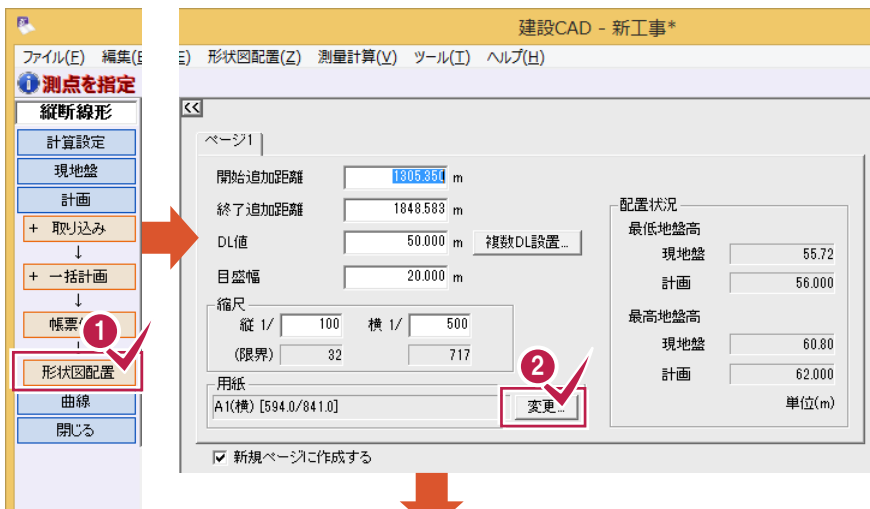 建設CAD - 新工事*
ファイル(F) 編集(E
E) 形状図配置(Z) 測量計算(V) ツール(T) ヘルプ(H)
測点を指定
縦断線形
計算設定
現地盤
計画
+ 取り込み
↓
+ 一括計画
↓
帳票
1
形状図配置
曲線
閉じる
<<
ページ1
開始追加距離 1305.350 m
終了追加距離 1848.583 m
DL値 50.000 m 複数DL設置...
目盛幅 20.000 m
縮尺
縦 1/ 100 横 1/ 500
(限界) 32 717
用紙
A1(横) [594.0/841.0] 変更...
2
新規ページに作成する
配置状況
最低地盤高
現地盤 55.72
計画 56.000
最高地盤高
現地盤 60.80
計画 62.000
単位(m)